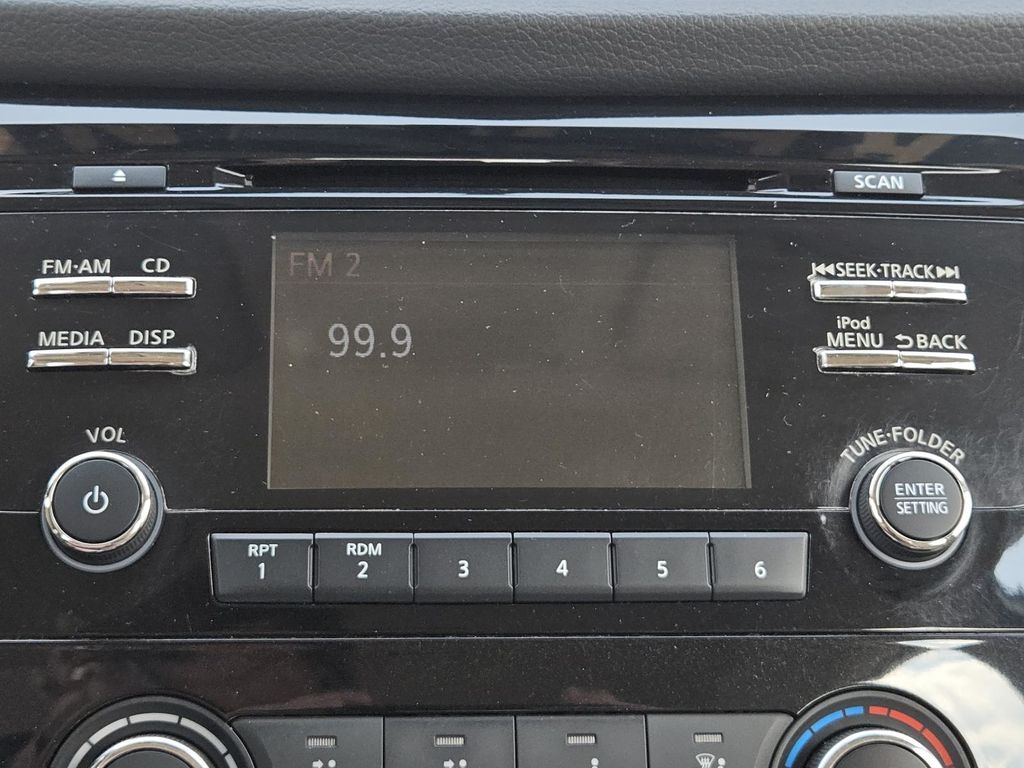 SCAN
FM·AM CD
FM 2
⏮SEEK·TRACK⏭
MEDIA DISP
99.9
iPod
MENU ⮌BACK
VOL
TUNE·FOLDER
ENTER
SETTING
RPT
1
RDM
2
3
4
5
6